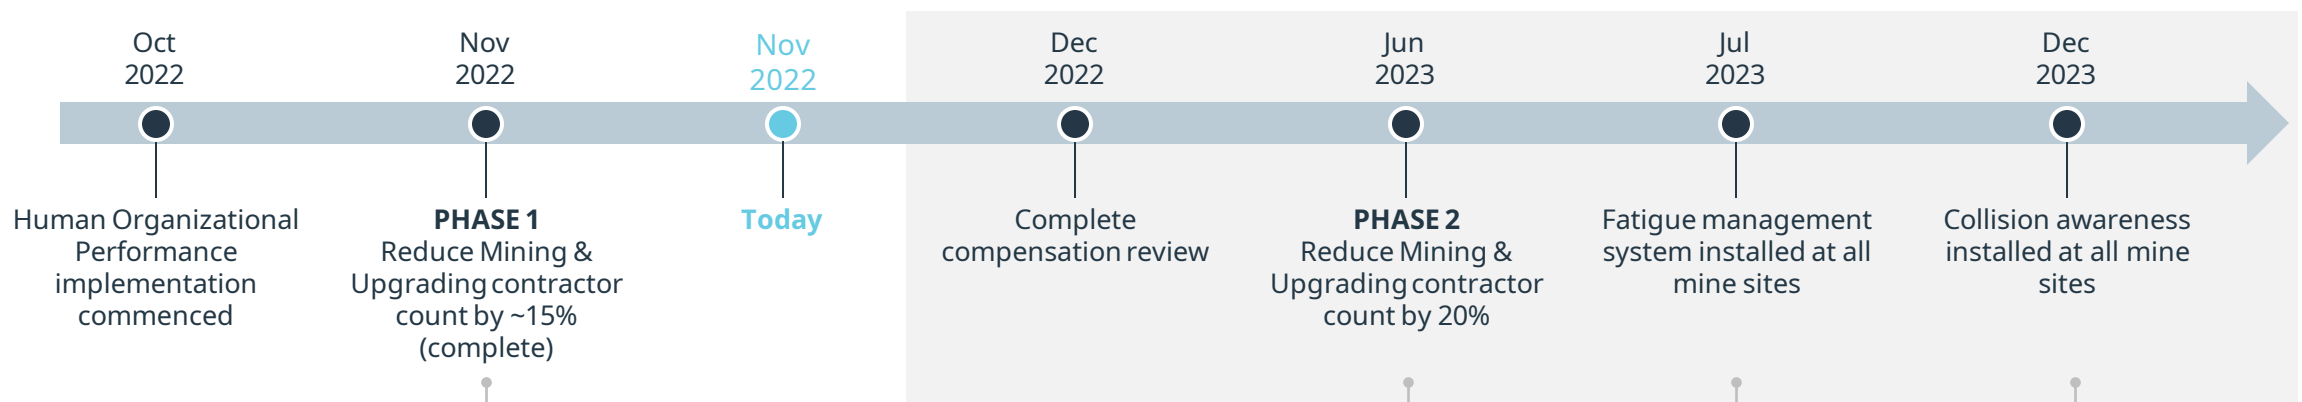 Oct
2022
Nov
2022
Nov
2022
Dec
2022
Jun
2023
Jul
2023
Dec
2023
Human Organizational
Performance
implementation
commenced
PHASE 1
Reduce Mining &
Upgrading contractor
count by ~15%
(complete)
Today
Complete
compensation review
PHASE 2
Reduce Mining &
Upgrading contractor
count by 20%
Fatigue management
system installed at all
mine sites
Collision awareness
installed at all mine
sites